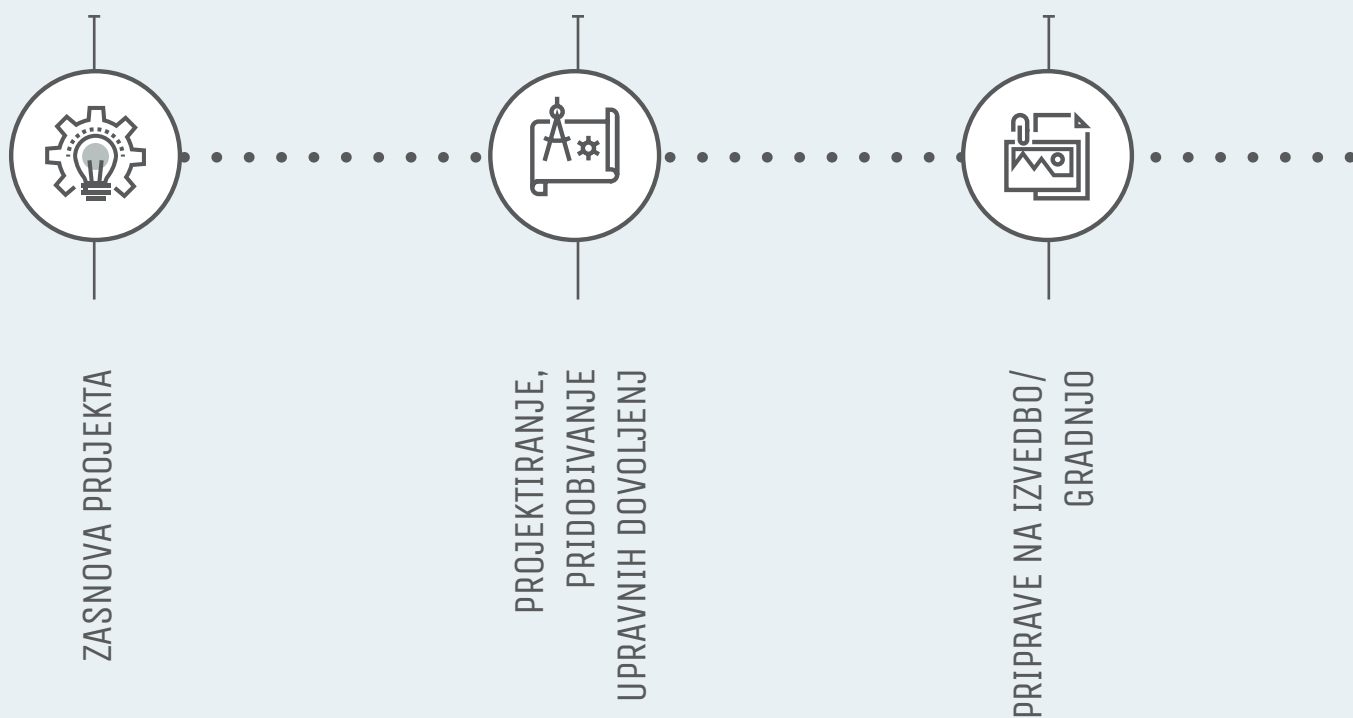 ZASNOVA PROJEKTA
PROJEKTIRANJE,
PRIDOBIVANJE
UPRAVNIH DOVOLJENJ
PRIPRAVE NA IZVEDBO/
GRADNJO